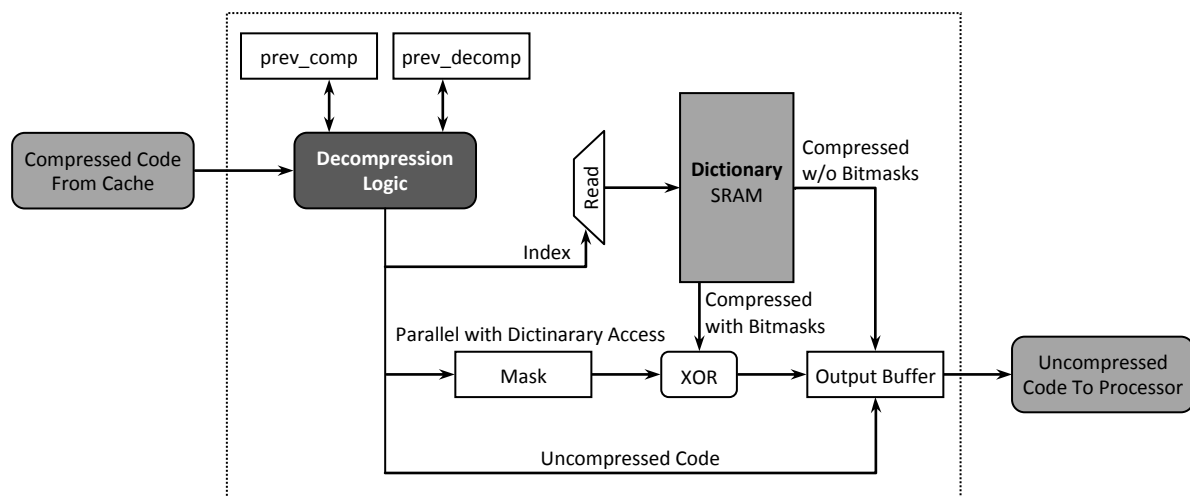 prev_comp
prev_decomp
Compressed Code
From Cache
Decompression
Logic
Read
Dictionary
SRAM
Compressed
w/o Bitmasks
Index
Compressed
with Bitmasks
Parallel with Dictinarary Access
Mask
XOR
Output Buffer
Uncompressed
Code To Processor
Uncompressed Code